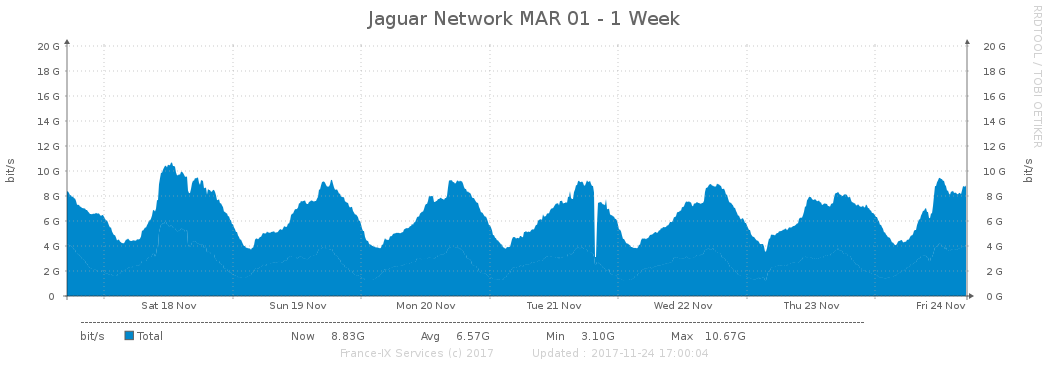 Jaguar Network MAR 01 - 1 Week
RRDTOOL / TOBI OETIKER
bit/s
20 G
18 G
16 G
14 G
12 G
10 G
8 G
6 G
4 G
2 G
0
20 G
18 G
16 G
14 G
12 G
10 G
8 G
6 G
4 G
2 G
0 G
bit/s
Sat 18 Nov Sun 19 Nov Mon 20 Nov Tue 21 Nov Wed 22 Nov Thu 23 Nov Fri 24 Nov
bit/s Total Now 8.83G Avg 6.57G Min 3.10G Max 10.67G
France-IX Services (c) 2017 Updated : 2017-11-24 17:00:04